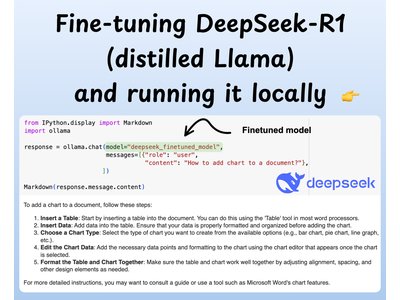 Fine-tuning DeepSeek-R1
(distilled Llama)
and running it locally 👉
from IPython.display import Markdown
import ollama
Finetuned model
response = ollama.chat(model="deepseek_finetuned_model",
messages=[{"role": "user",
"content": "How to add chart to a document?"},
])
Markdown(response.message.content)
deepseek
To add a chart to a document, follow these steps:
1. Insert a Table: Start by inserting a table into the document. You can do this using the 'Table' tool in most word processors.
2. Insert Data: Add data into the table. Ensure that your data is properly formatted and organized before adding the chart.
3. Choose a Chart Type: Select the type of chart you want to create from the available options (e.g., bar chart, pie chart, line graph,
etc.).
4. Edit the Chart Data: Add the necessary data points and formatting to the chart using the chart editor that appears once the chart
is selected.
5. Format the Table and Chart Together: Make sure the table and chart work well together by adjusting alignment, spacing, and
other design elements as needed.
For more detailed instructions, you may want to consult a guide or use a tool such as Microsoft Word's chart features.